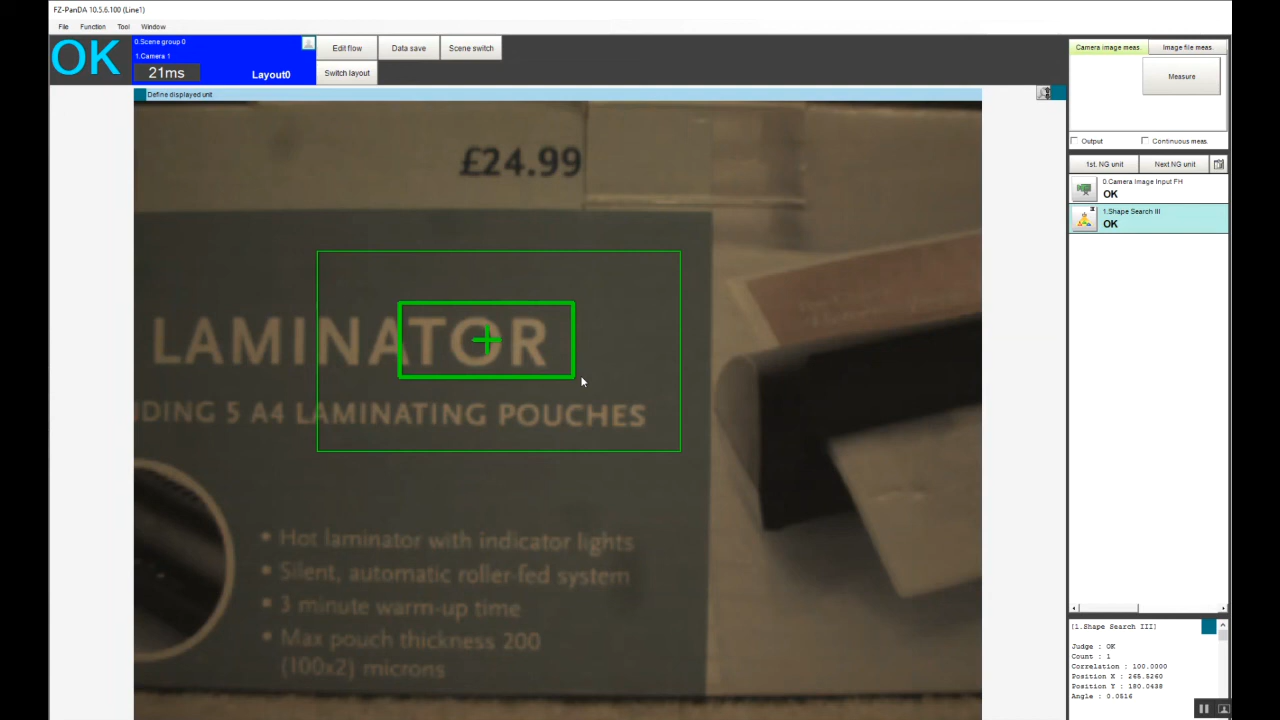 FZ-PanDA 10.5.6.100 (Line1)
File Function Tool Window
OK
0.Scene group 0
1.Camera 1
21ms
Layout0
Edit flow
Data save
Scene switch
Switch layout
Camera image meas.
Image file meas.
Measure
Output
Continuous meas.
Define displayed unit
1st. NG unit
Next NG unit
0.Camera Image Input FH
OK
1.Shape Search III
OK
£24.99
LAMINATOR
DING 5 A4 LAMINATING POUCHES
• Hot laminator with indicator lights
• Silent, automatic roller-fed system
• 3 minute warm-up time
• Max pouch thickness 200
(100x2) microns
[1.Shape Search III]
Judge : OK
Count : 1
Correlation : 100.0000
Position X : 265.5260
Position Y : 180.0438
Angle : 0.0516